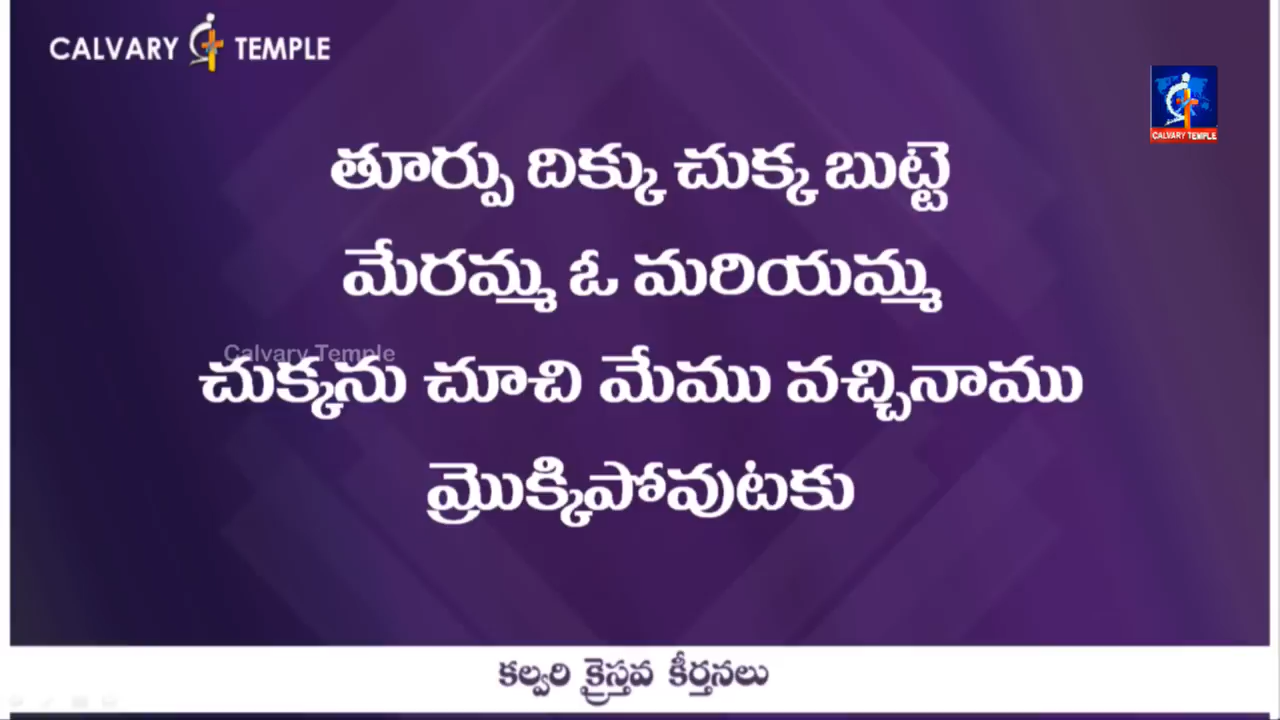 CALVARY TEMPLE
CALVARY TEMPLE
తూర్పు దిక్కు చుక్క బుట్టె
మేరమ్మ ఓ మరియమ్మ
Calvary Temple
చుక్కను చూచి మేము వచ్చినాము
మ్రొక్కిపోవుటకు
కల్వరి క్రైస్తవ కీర్తనలు